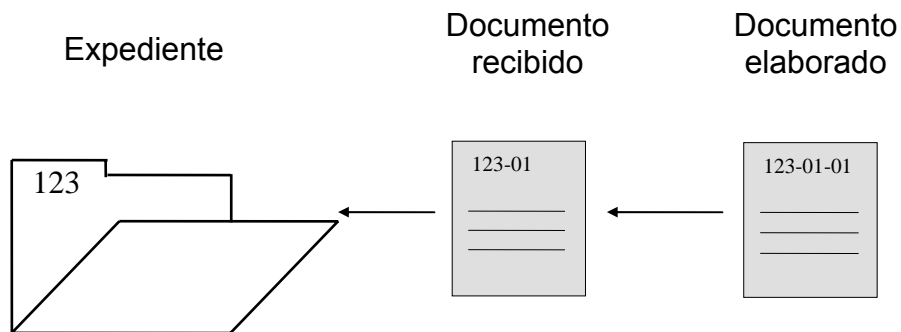 Expediente
Documento
recibido
Documento
elaborado
123
123-01
123-01-01